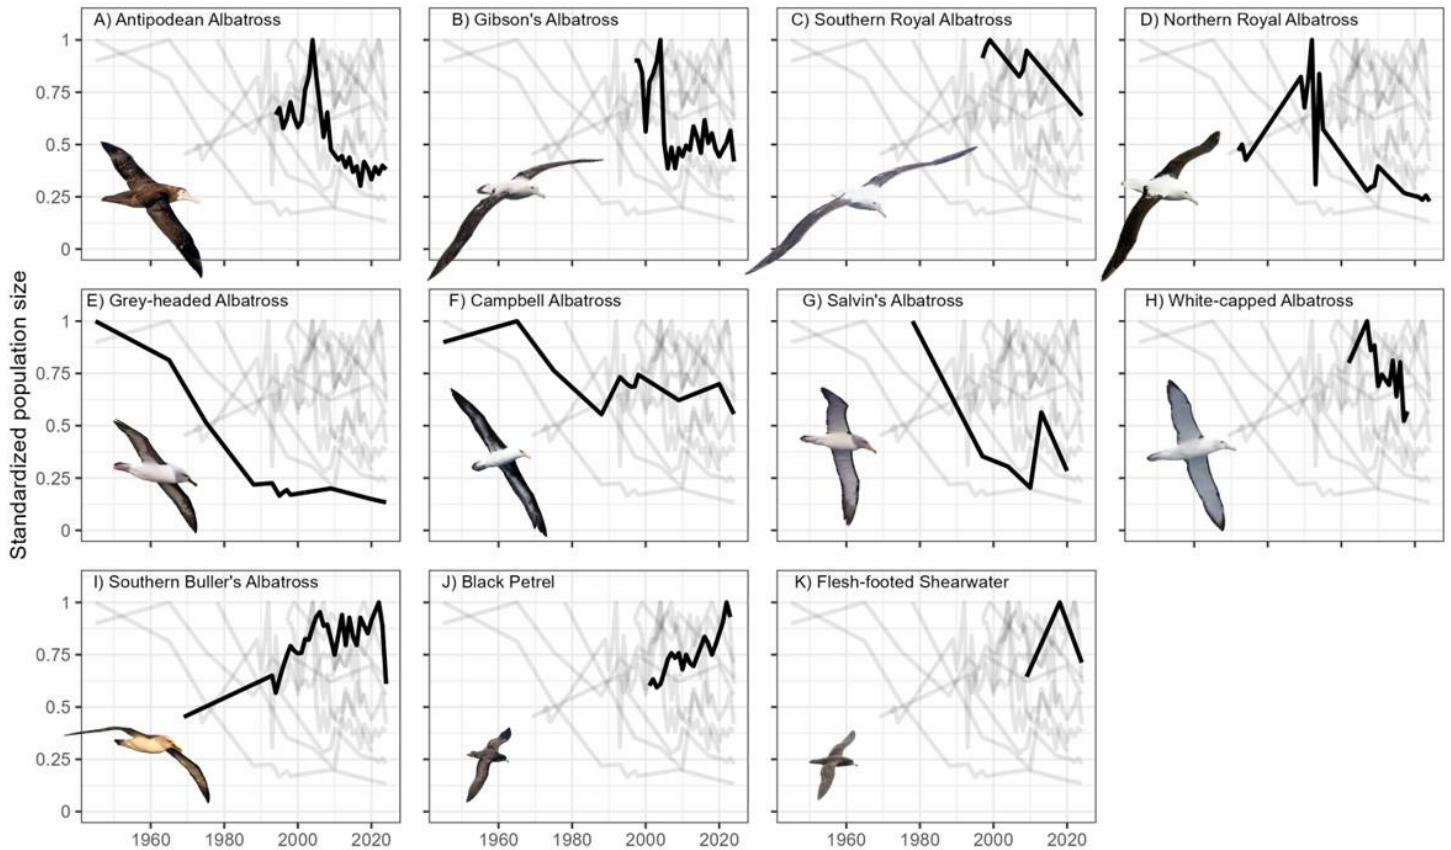 A) Antipodean Albatross
B) Gibson's Albatross
C) Southern Royal Albatross
D) Northern Royal Albatross
1
0.75
0.5
0.25
0
Standardized population size
E) Grey-headed Albatross
F) Campbell Albatross
G) Salvin's Albatross
H) White-capped Albatross
1
0.75
0.5
0.25
0
I) Southern Buller's Albatross
J) Black Petrel
K) Flesh-footed Shearwater
1
0.75
0.5
0.25
0
1960 1980 2000 2020
1960 1980 2000 2020
1960 1980 2000 2020